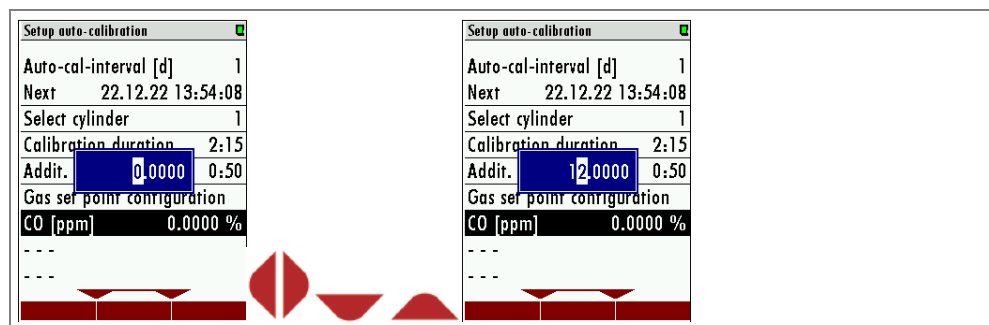 Setup auto-calibration
Auto-cal-interval [d] 1
Next 22.12.22 13:54:08
Select cylinder 1
Calibration duration 2:15
Addit. 0.0000 0:50
Gas set point configuration
CO [ppm] 0.0000 %
- - -
- - -
Setup auto-calibration
Auto-cal-interval [d] 1
Next 22.12.22 13:54:08
Select cylinder 1
Calibration duration 2:15
Addit. 12.0000 0:50
Gas set point configuration
CO [ppm] 0.0000 %
- - -
- - -